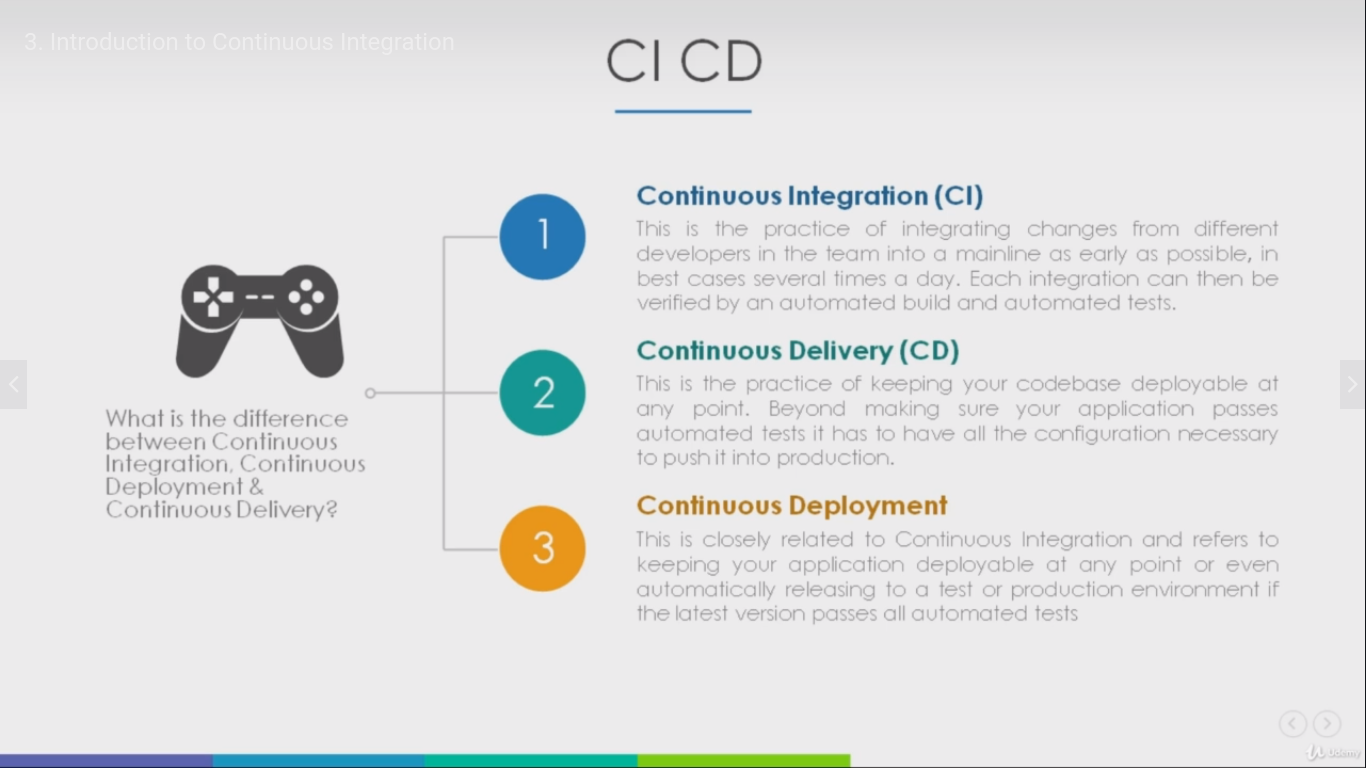 3. Introduction to Continuous Integration
CI CD
What is the difference
between Continuous
Integration, Continuous
Deployment &
Continuous Delivery?
1
Continuous Integration (CI)
This is the practice of integrating changes from different
developers in the team into a mainline as early as possible, in
best cases several times a day. Each integration can then be
verified by an automated build and automated tests.
2
Continuous Delivery (CD)
This is the practice of keeping your codebase deployable at
any point. Beyond making sure your application passes
automated tests it has to have all the configuration necessary
to push it into production.
3
Continuous Deployment
This is closely related to Continuous Integration and refers to
keeping your application deployable at any point or even
automatically releasing to a test or production environment if
the latest version passes all automated tests
Udemy